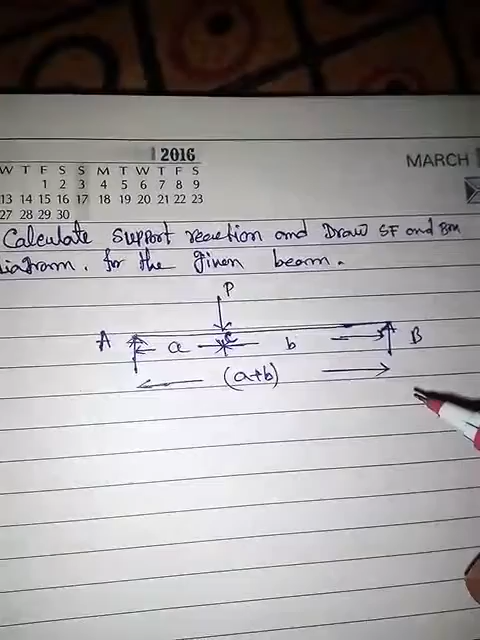 2016
MARCH
W T F S S M T W T F S S
1 2 3 4 5 6 7 8 9
13 14 15 16 17 18 19 20 21 22 23
27 28 29 30
Calculate support reaction and Draw SF and BM
diatram. for the given beam.
P
A a C b B
(a+b)